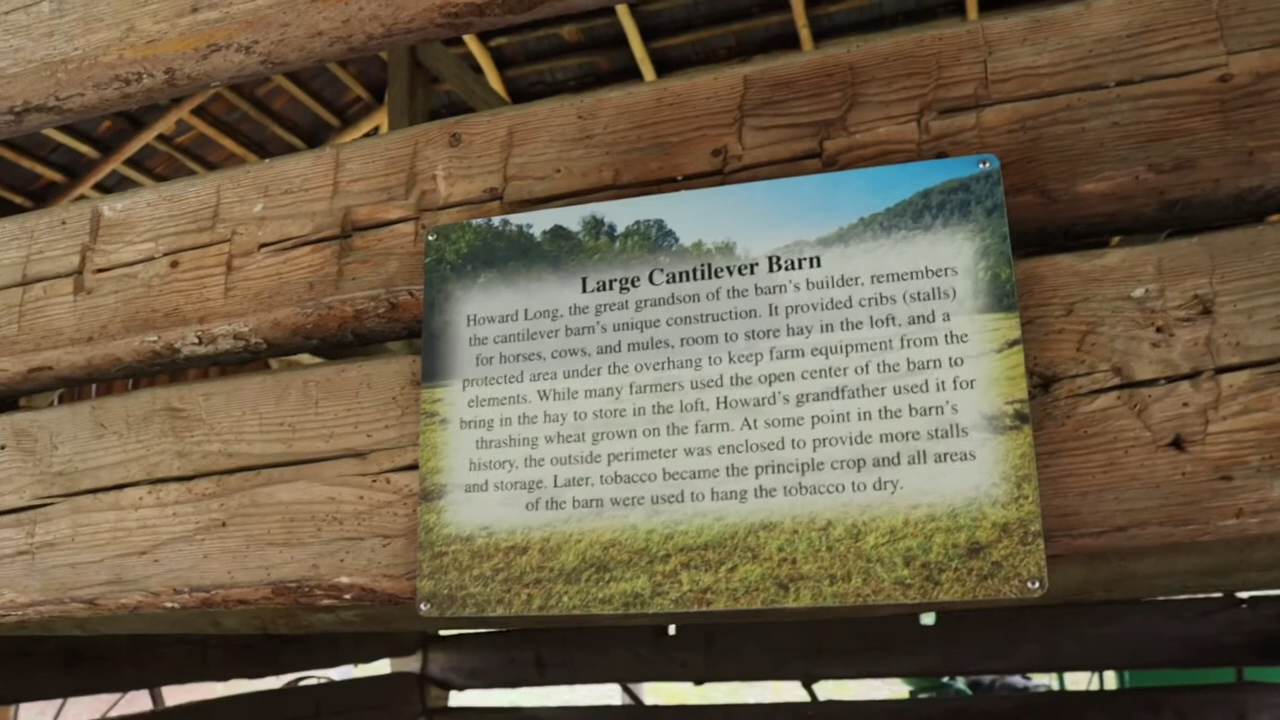 Large Cantilever Barn
Howard Long, the great grandson of the barn's builder, remembers
the cantilever barn's unique construction. It provided cribs (stalls)
for horses, cows, and mules, room to store hay in the loft, and a
protected area under the overhang to keep farm equipment from the
elements. While many farmers used the open center of the barn to
bring in the hay to store in the loft, Howard's grandfather used it for
thrashing wheat grown on the farm. At some point in the barn's
history, the outside perimeter was enclosed to provide more stalls
and storage. Later, tobacco became the principle crop and all areas
of the barn were used to hang the tobacco to dry.